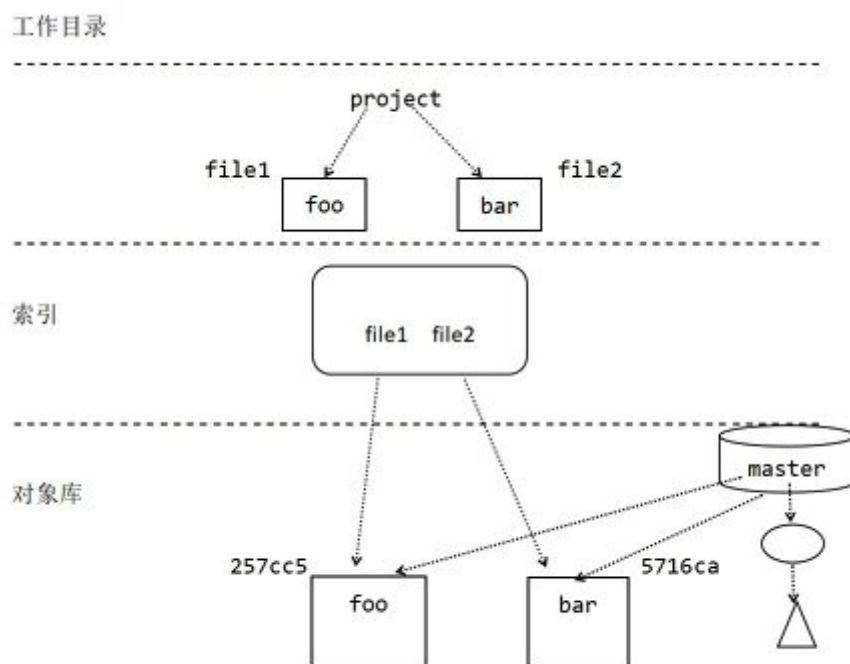 工作目录
project
file1
file2
foo
bar
索引
file1 file2
对象库
master
257cc5
5716ca
foo
bar